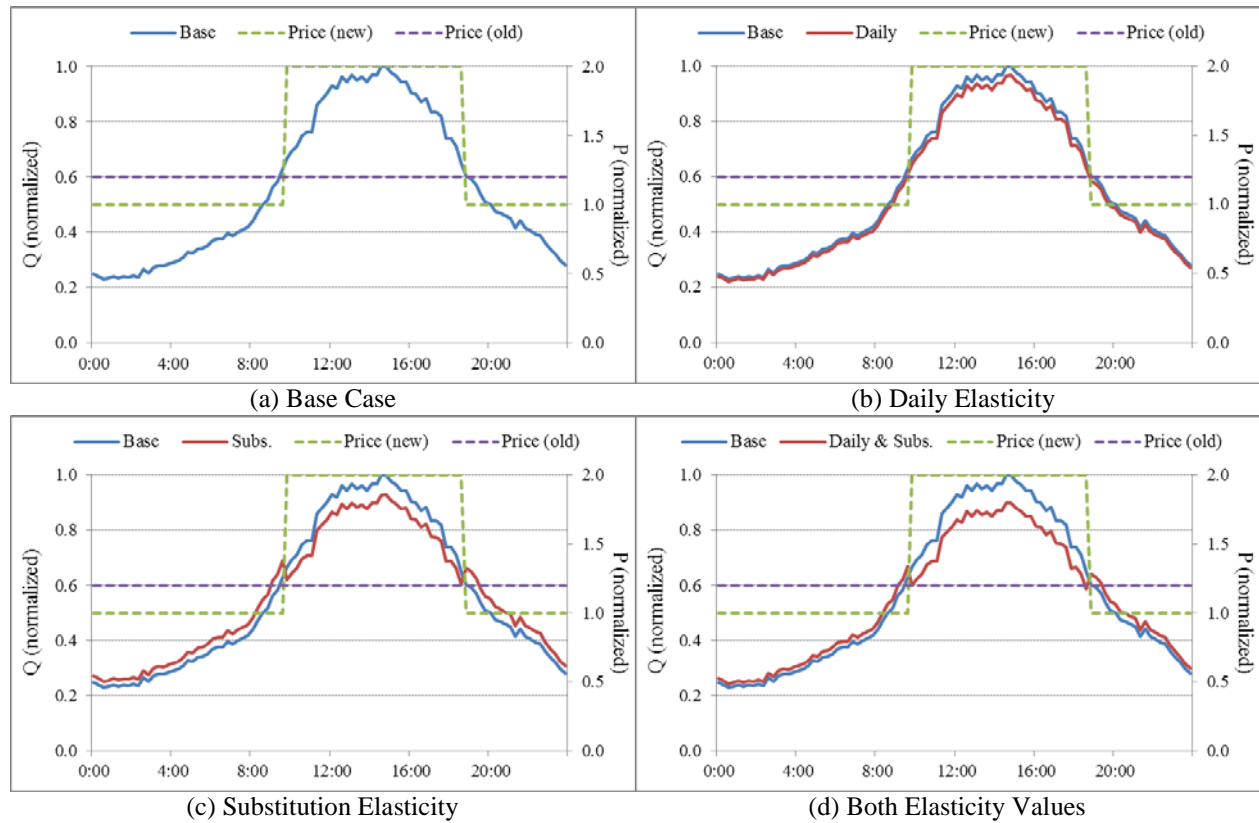 Base Price (new) Price (old)
Q (normalized)
1.0
0.8
0.6
0.4
0.2
0.0
2.0
1.5
1.0
0.5
0.0
P (normalized)
0:00 4:00 8:00 12:00 16:00 20:00
(a) Base Case
Base Daily Price (new) Price (old)
Q (normalized)
1.0
0.8
0.6
0.4
0.2
0.0
2.0
1.5
1.0
0.5
0.0
P (normalized)
0:00 4:00 8:00 12:00 16:00 20:00
(b) Daily Elasticity
Base Subs. Price (new) Price (old)
Q (normalized)
1.0
0.8
0.6
0.4
0.2
0.0
2.0
1.5
1.0
0.5
0.0
P (normalized)
0:00 4:00 8:00 12:00 16:00 20:00
(c) Substitution Elasticity
Base Daily & Subs. Price (new) Price (old)
Q (normalized)
1.0
0.8
0.6
0.4
0.2
0.0
2.0
1.5
1.0
0.5
0.0
P (normalized)
0:00 4:00 8:00 12:00 16:00 20:00
(d) Both Elasticity Values